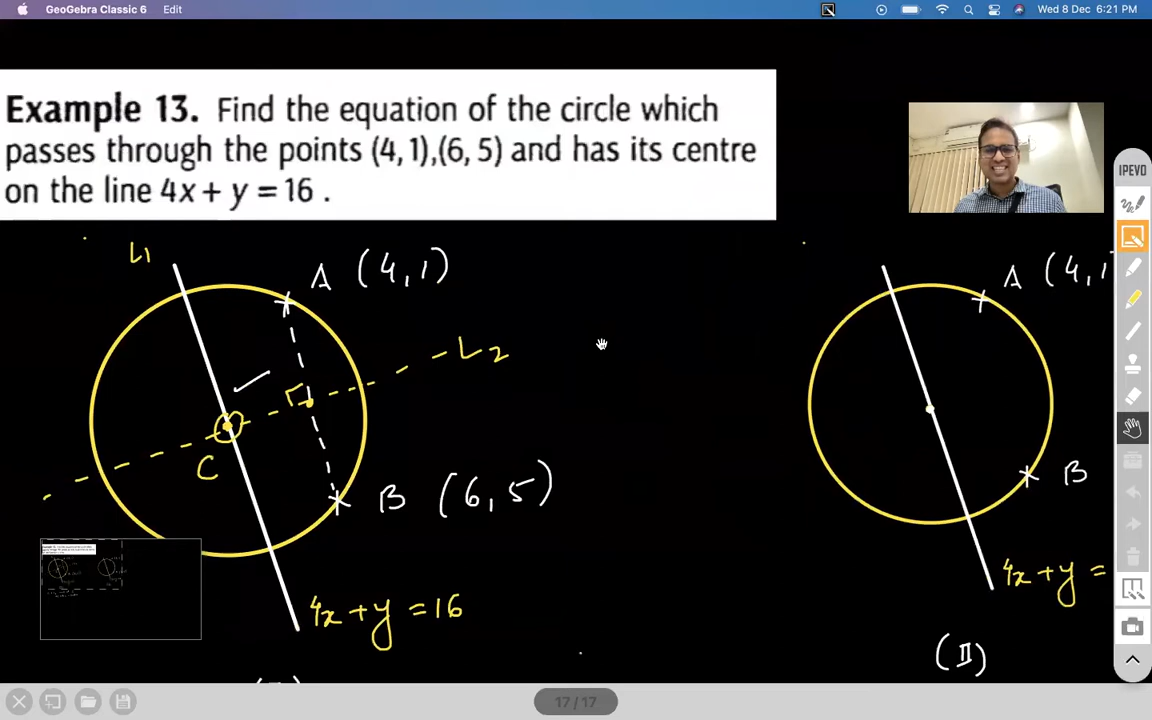 GeoGebra Classic 6 Edit Wed 8 Dec 6:21 PM
Example 13. Find the equation of the circle which
passes through the points (4, 1),(6, 5) and has its centre
on the line 4x + y = 16 .
IPEVO
L1
A (4,1)
A (4,1
L2
C
B (6,5)
B
4x+y =16
4x+y =
(II)
17 / 17